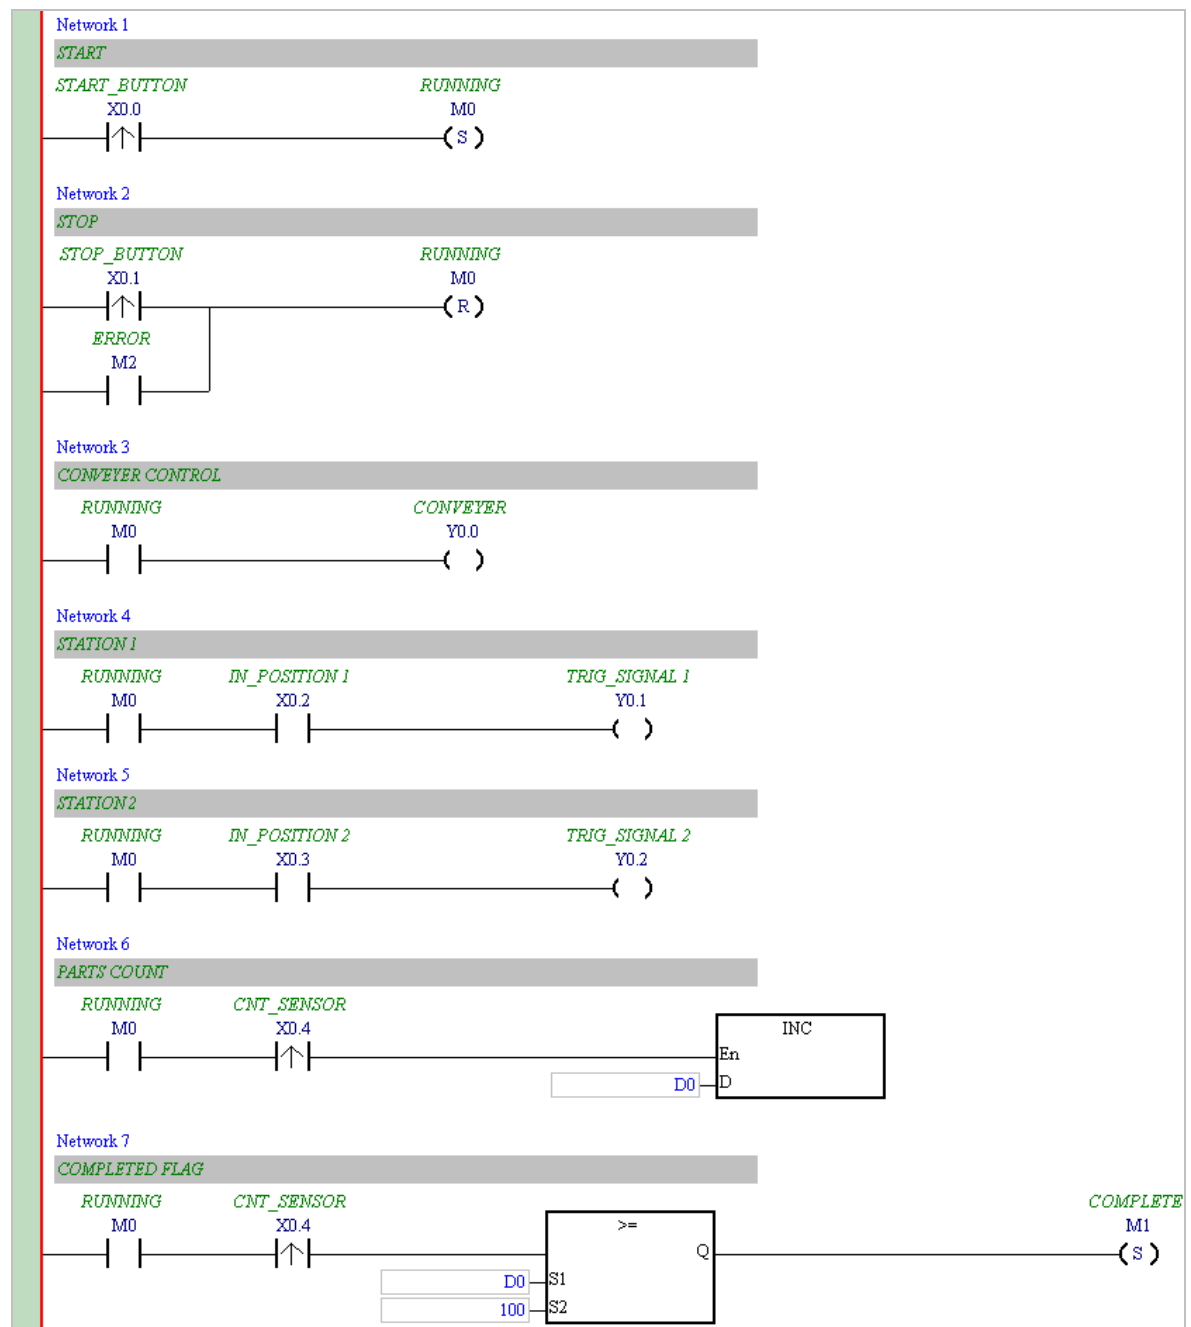 Network 1
START
START_BUTTON RUNNING
X0.0 M0
S
Network 2
STOP
STOP_BUTTON RUNNING
X0.1 M0
R
ERROR
M2
Network 3
CONVEYER CONTROL
RUNNING CONVEYER
M0 Y0.0
Network 4
STATION 1
RUNNING IN_POSITION 1 TRIG_SIGNAL 1
M0 X0.2 Y0.1
Network 5
STATION 2
RUNNING IN_POSITION 2 TRIG_SIGNAL 2
M0 X0.3 Y0.2
Network 6
PARTS COUNT
RUNNING CNT_SENSOR
M0 X0.4 INC
En
D0 D
Network 7
COMPLETED FLAG
RUNNING CNT_SENSOR COMPLETE
M0 X0.4 >= M1
Q S
D0 S1
100 S2